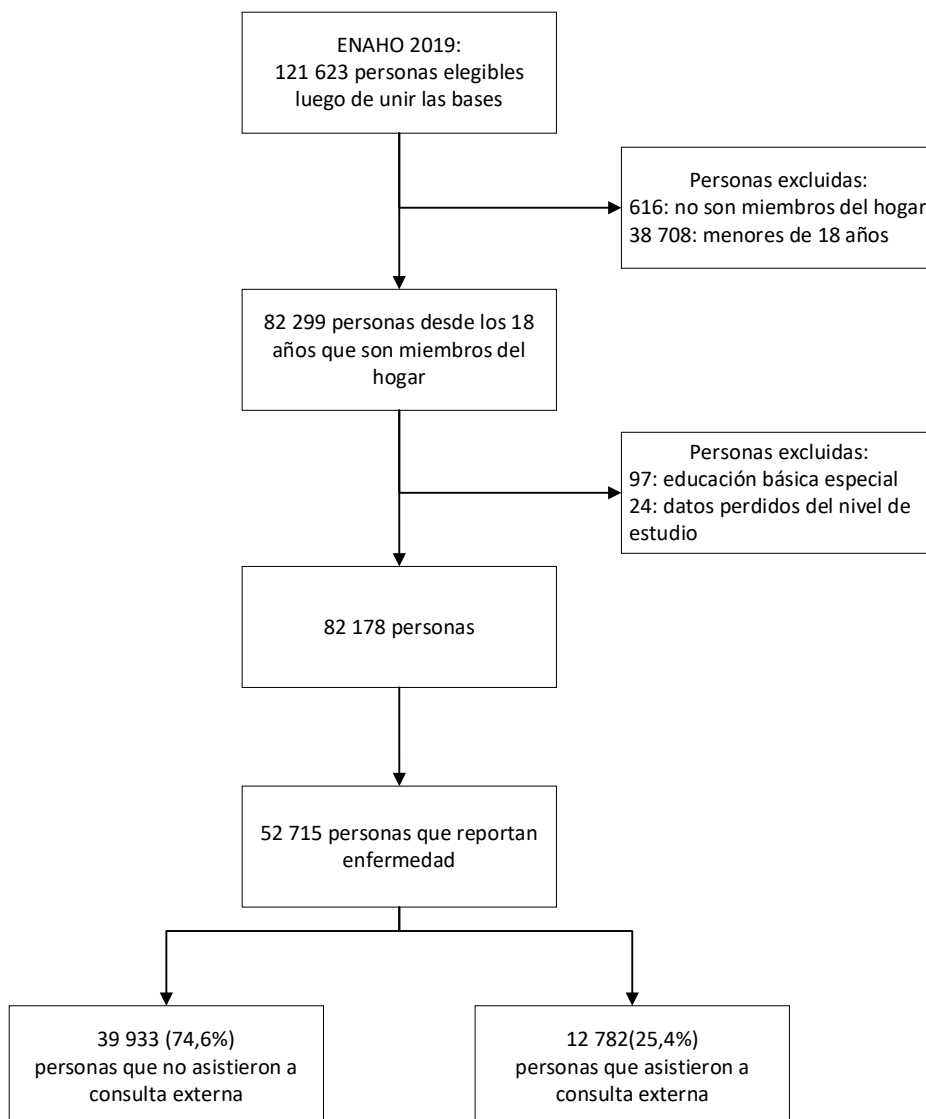 ENAHO 2019:
121 623 personas elegibles
luego de unir las bases
Personas excluidas:
616: no son miembros del hogar
38 708: menores de 18 años
82 299 personas desde los 18
años que son miembros del
hogar
Personas excluidas:
97: educación básica especial
24: datos perdidos del nivel de
estudio
82 178 personas
52 715 personas que reportan
enfermedad
39 933 (74,6%)
personas que no asistieron a
consulta externa
12 782(25,4%)
personas que asistieron a
consulta externa